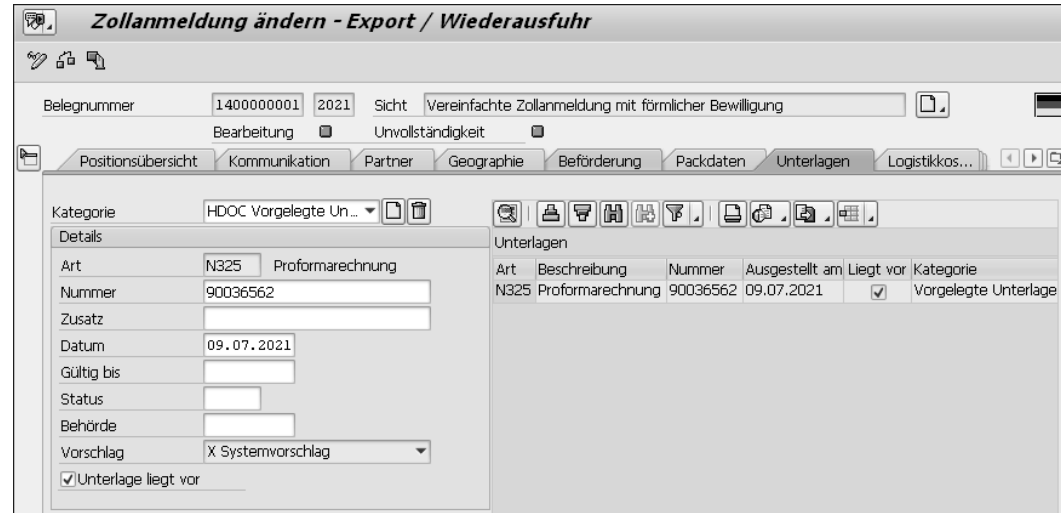 Zollanmeldung ändern - Export / Wiederausfuhr
Belegnummer 1400000001 2021 Sicht Vereinfachte Zollanmeldung mit förmlicher Bewilligung
Bearbeitung Unvollständigkeit
Positionsübersicht Kommunikation Partner Geographie Beförderung Packdaten Unterlagen Logistikkos...
Kategorie HDOC Vorgelegte Un...
Details
Art N325 Proformarechnung
Nummer 90036562
Zusatz
Datum 09.07.2021
Gültig bis
Status
Behörde
Vorschlag X Systemvorschlag
Unterlage liegt vor
Unterlagen
Art Beschreibung Nummer Ausgestellt am Liegt vor Kategorie
N325 Proformarechnung 90036562 09.07.2021 Vorgelegte Unterlage